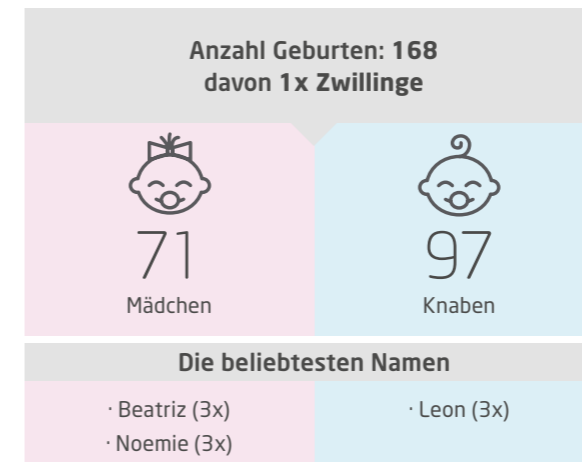 Anzahl Geburten: 168
davon 1x Zwillinge
71
Mädchen
97
Knaben
Die beliebtesten Namen
· Beatriz (3x)
· Noemie (3x)
· Leon (3x)